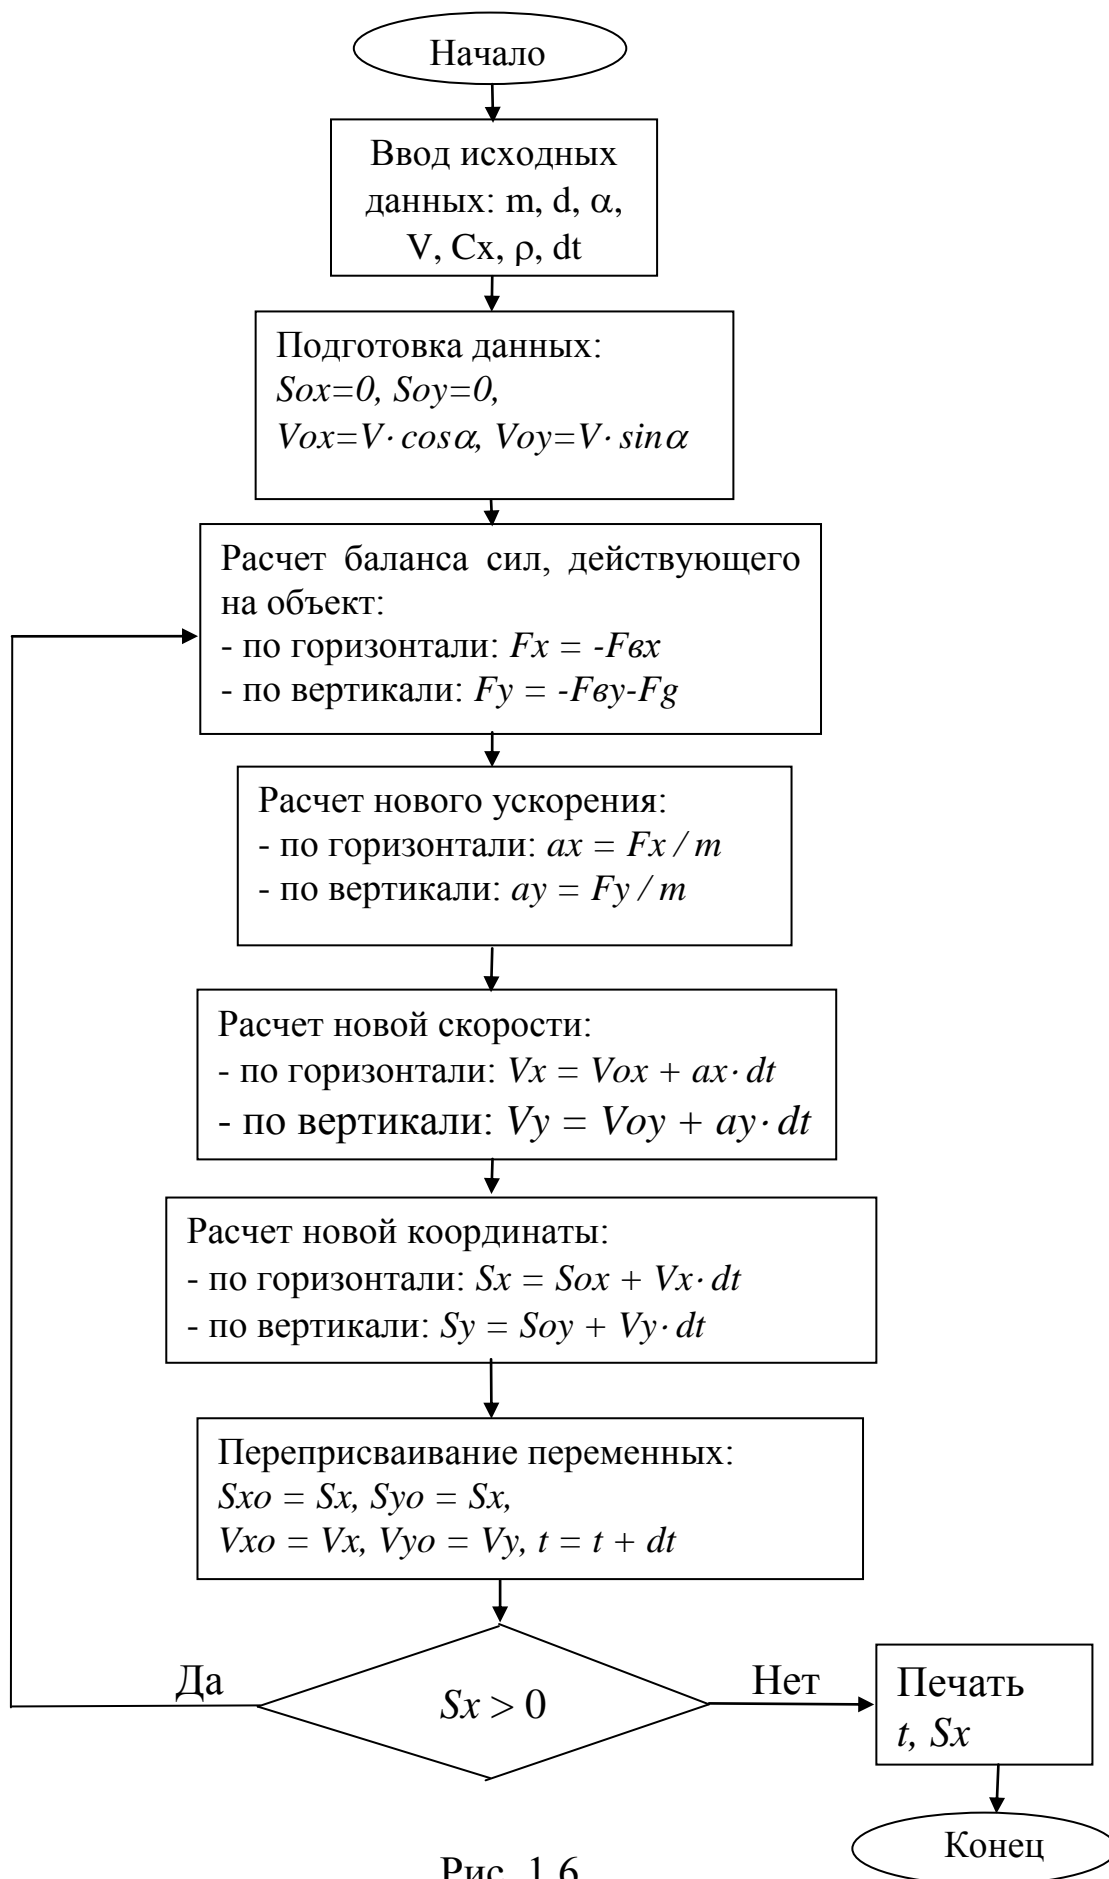 Начало
Ввод исходных
данных: m, d, α,
V, Cx, ρ, dt
Подготовка данных:
Sox=0, Soy=0,
Vox=V· cosα, Voy=V· sinα
Расчет баланса сил, действующего
на объект:
- по горизонтали: Fx = -Fвx
- по вертикали: Fy = -Fвy-Fg
Расчет нового ускорения:
- по горизонтали: ax = Fx / m
- по вертикали: ay = Fy / m
Расчет новой скорости:
- по горизонтали: Vx = Vox + ax· dt
- по вертикали: Vy = Voy + ay· dt
Расчет новой координаты:
- по горизонтали: Sx = Sox + Vx· dt
- по вертикали: Sy = Soy + Vy· dt
Переприсваивание переменных:
Sxo = Sx, Syo = Sx,
Vxo = Vx, Vyo = Vy, t = t + dt
Да
Sx > 0
Нет
Печать
t, Sx
Конец
Рис. 1.6